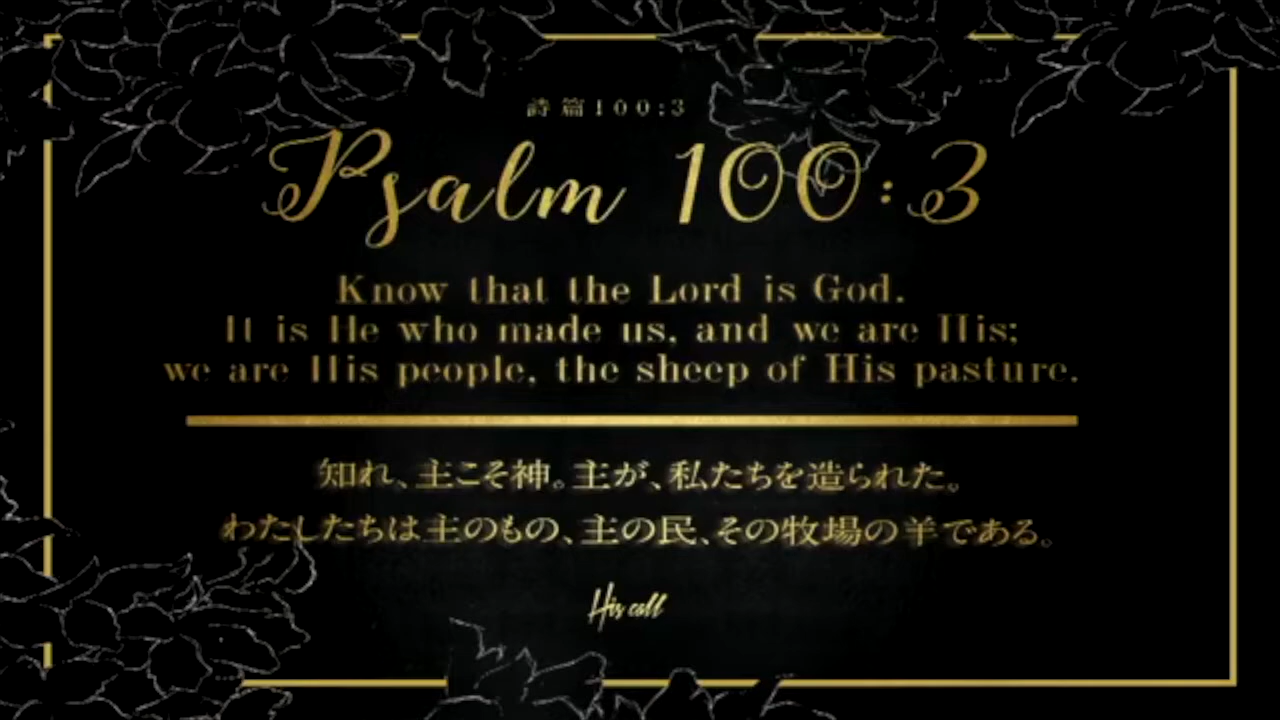 詩篇100:3
Psalm 100:3
Know that the Lord is God.
It is He who made us, and we are His;
we are His people, the sheep of His pasture.
知れ、主こそ神。主が、私たちを造られた。
わたしたちは主のもの、主の民、その牧場の羊である。
His call